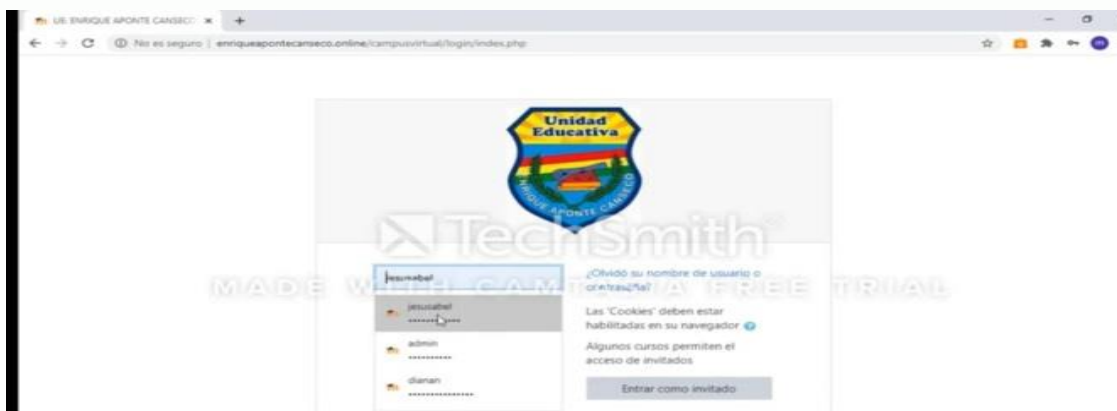 UE ENRIQUE APONTE CANSECO
No es seguro | enriqueapontecanseco.online/campusvirtual/login/index.php
Unidad
Educativa
ENRIQUE APONTE CANSECO
TechSmith
MADE WITH CAMTASIA FREE TRIAL
jesusabel
¿Olvidó su nombre de usuario o
contraseña?
jesusabel
••••••••••••
Las 'Cookies' deben estar
habilitadas en su navegador
admin
••••••••••
Algunos cursos permiten el
acceso de invitados
dianan
•••••••••••••••
Entrar como invitado